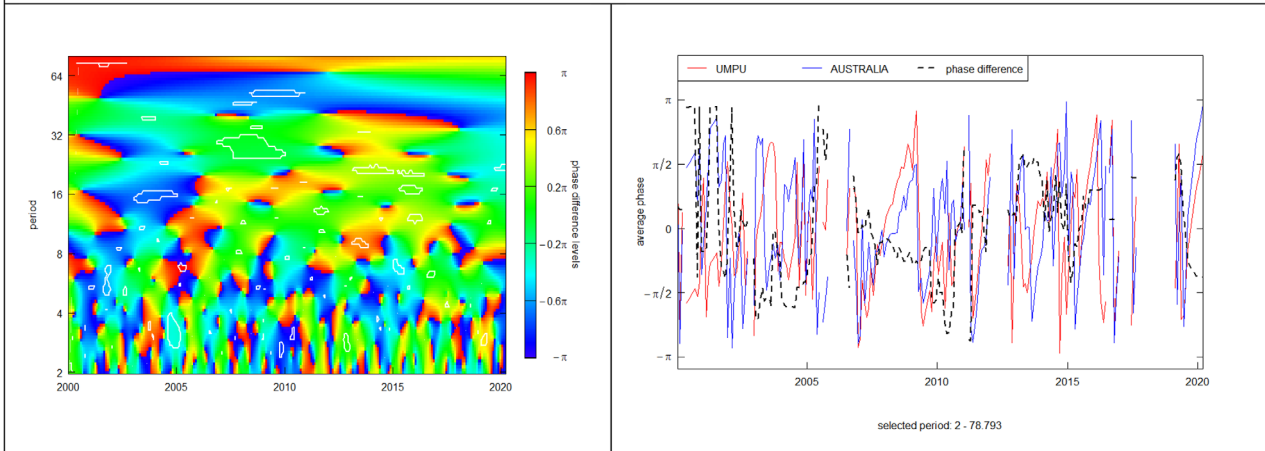 64
32
16
8
4
2
period
2000
2005
2010
2015
2020
π
0.6π
0.2π
−0.2π
−0.6π
−π
phase difference levels
UMPU
AUSTRALIA
phase difference
π
π/2
0
−π/2
−π
average phase
2005
2010
2015
2020
selected period: 2 - 78.793